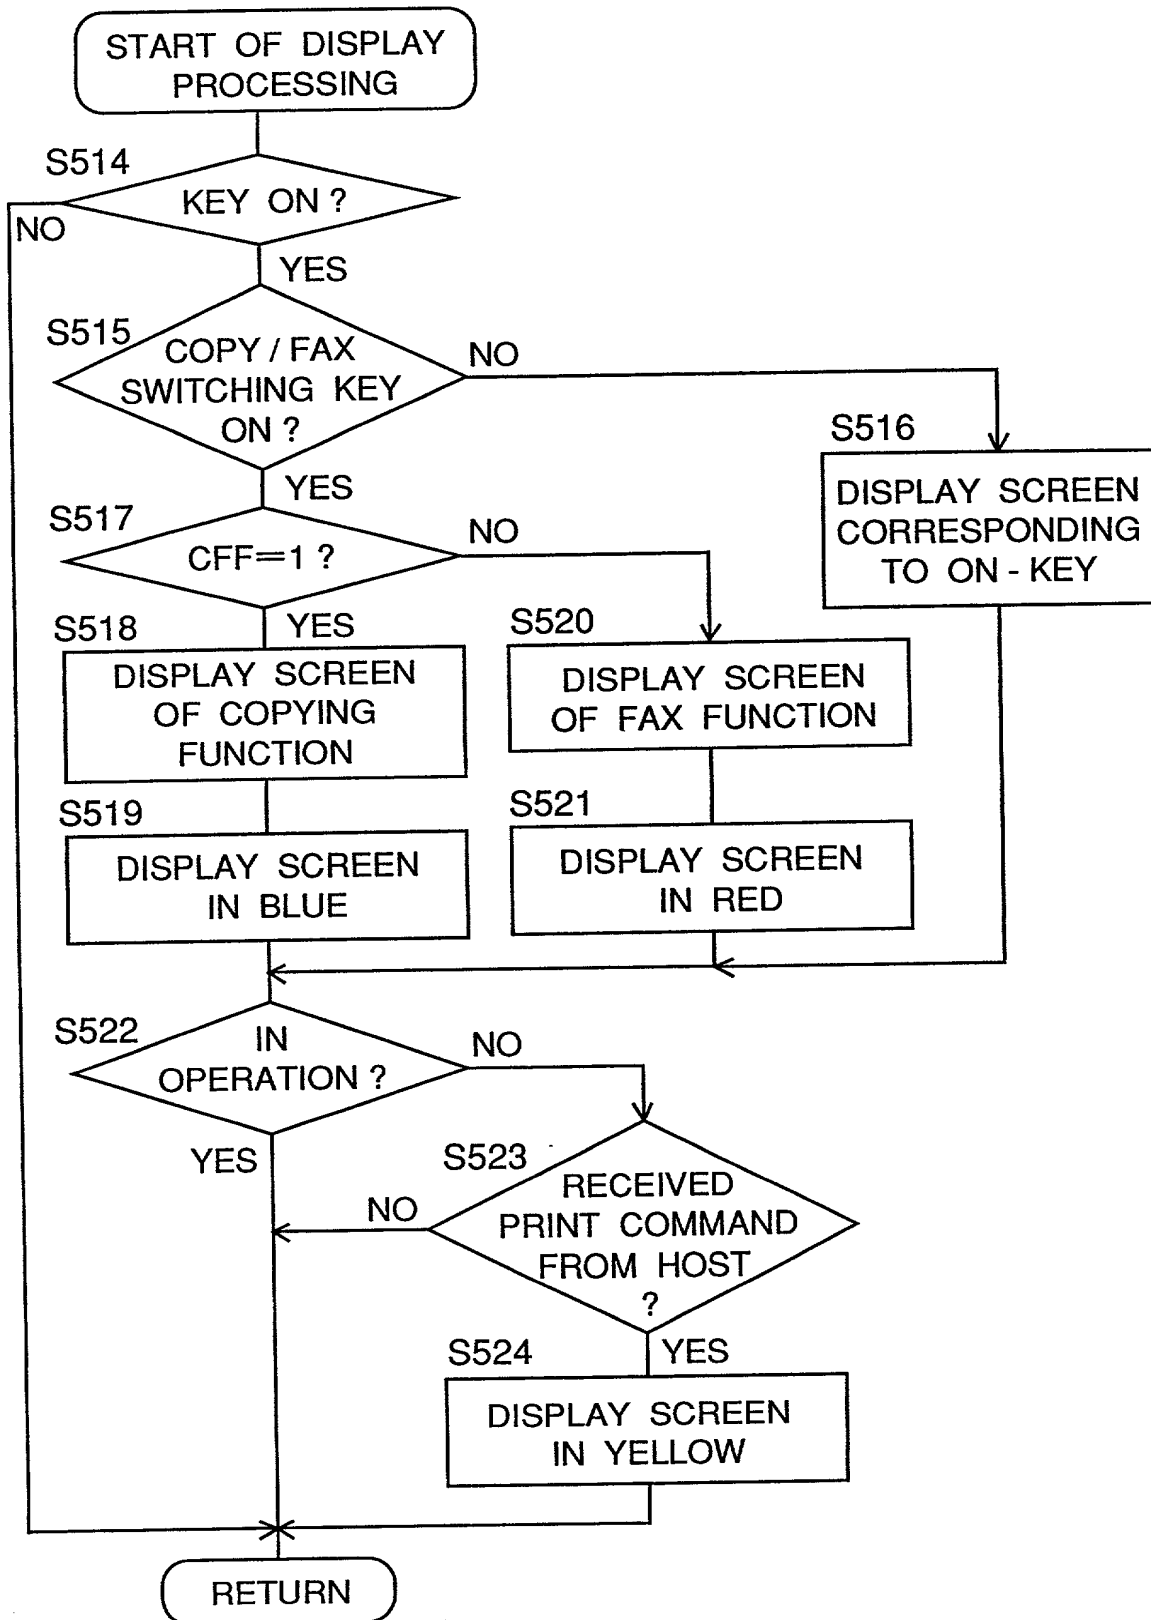 START OF DISPLAY
PROCESSING
S514
KEY ON ?
NO
YES
S515
COPY / FAX
SWITCHING KEY
ON ?
NO
YES
S516
DISPLAY SCREEN
CORRESPONDING
TO ON - KEY
S517
CFF=1 ?
NO
YES
S518
DISPLAY SCREEN
OF COPYING
FUNCTION
S520
DISPLAY SCREEN
OF FAX FUNCTION
S519
DISPLAY SCREEN
IN BLUE
S521
DISPLAY SCREEN
IN RED
S522
IN
OPERATION ?
NO
YES
S523
RECEIVED
PRINT COMMAND
FROM HOST
?
NO
YES
S524
DISPLAY SCREEN
IN YELLOW
RETURN